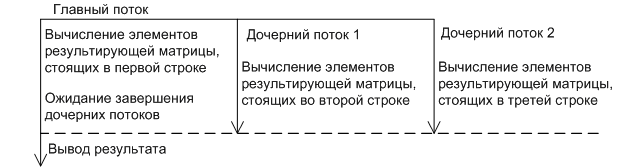 Главный поток
Вычисление элементов
результирующей матрицы,
стоящих в первой строке
Ожидание завершения
дочерних потоков
Вывод результата
Дочерний поток 1
Вычисление элементов
результирующей матрицы,
стоящих во второй строке
Дочерний поток 2
Вычисление элементов
результирующей матрицы,
стоящих в третей строке